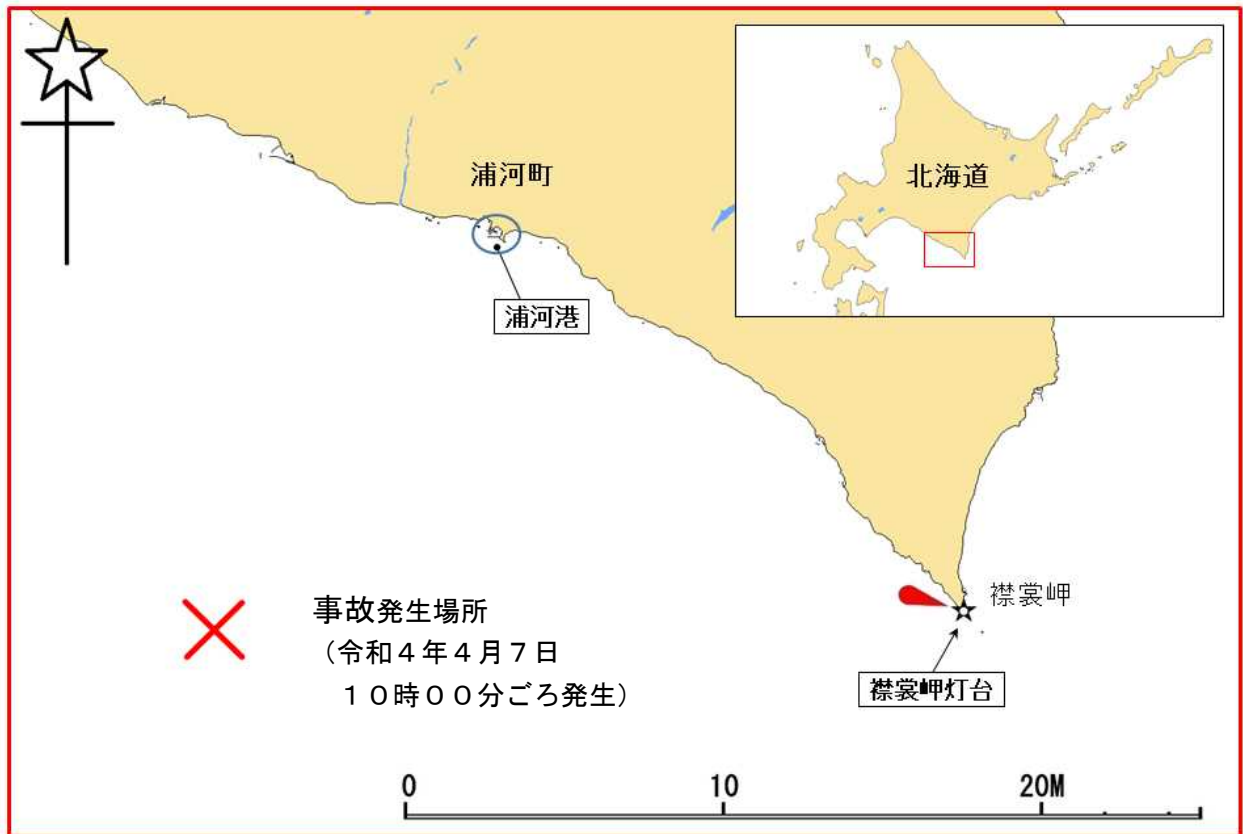 北海道
浦河町
浦河港
襟裳岬
襟裳岬灯台
事故発生場所
（令和４年４月７日
１０時００分ごろ発生）
0 10 20M